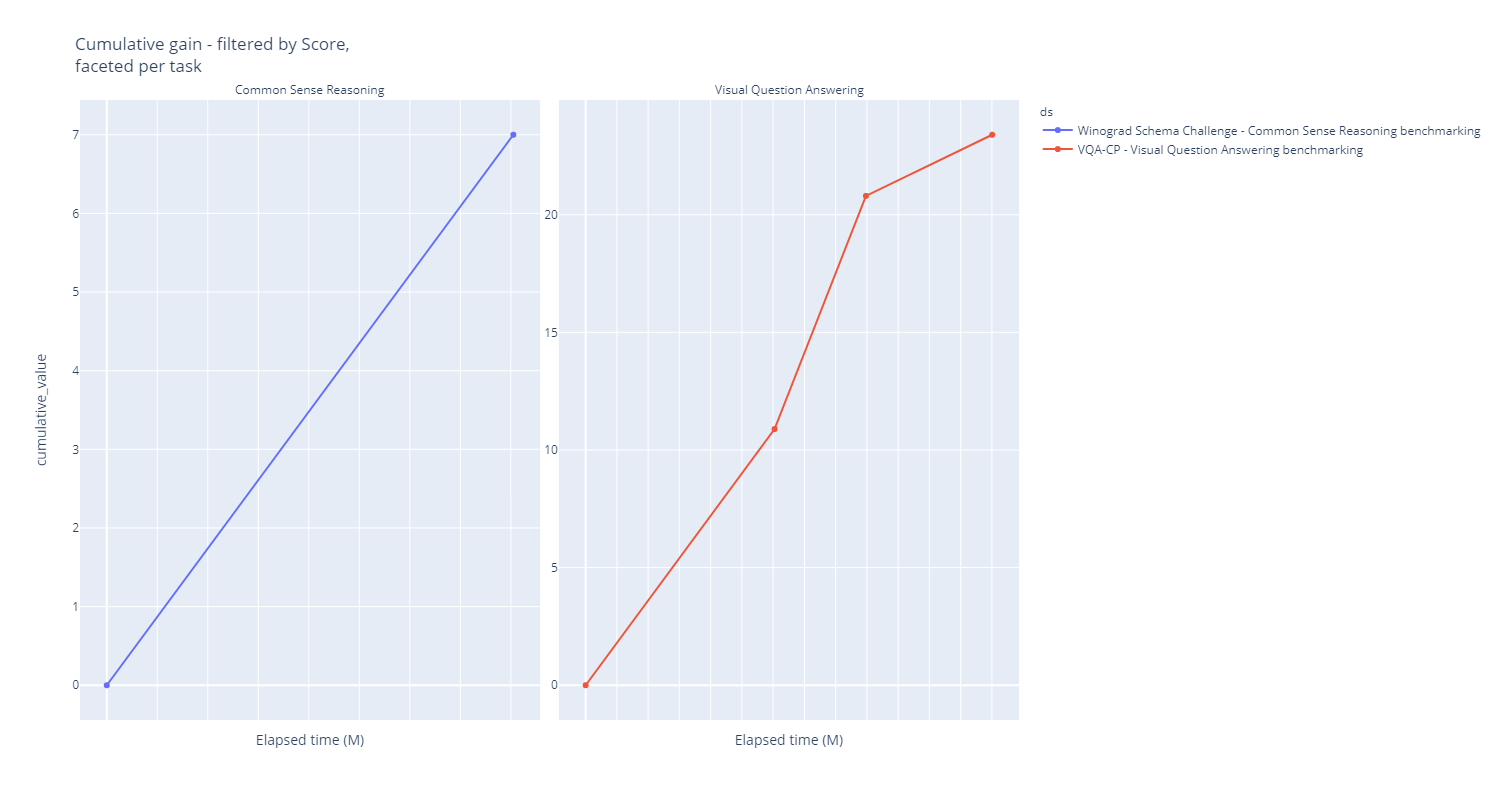 Cumulative gain - filtered by Score,
faceted per task
Common Sense Reasoning
Visual Question Answering
ds
Winograd Schema Challenge - Common Sense Reasoning benchmarking
VQA-CP - Visual Question Answering benchmarking
cumulative_value
7
6
5
4
3
2
1
0
20
15
10
5
0
Elapsed time (M)
Elapsed time (M)